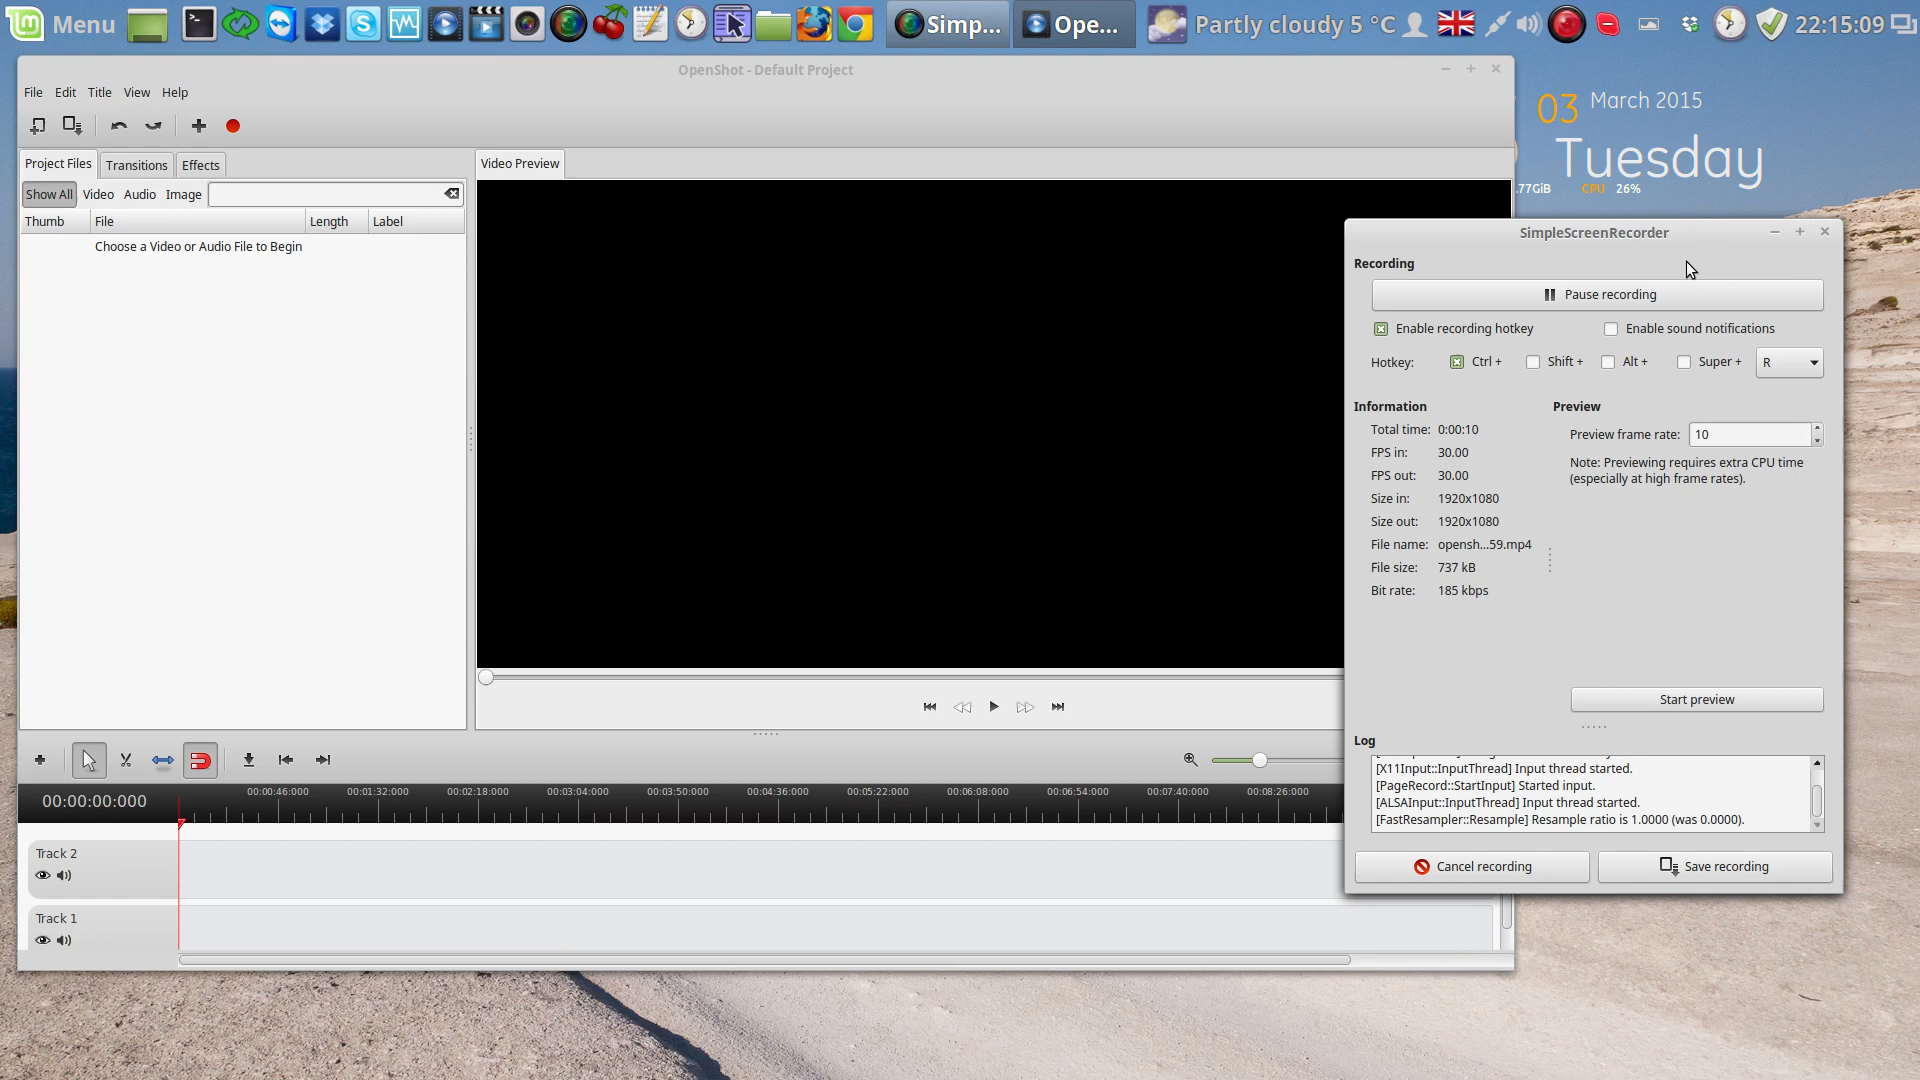 Menu
Simp...
Ope...
Partly cloudy 5 °C
22:15:09
OpenShot - Default Project
File Edit Title View Help
Project Files Transitions Effects
Show All Video Audio Image
Thumb File Length Label
Choose a Video or Audio File to Begin
Video Preview
03 March 2015
Tuesday
.77GiB CPU 26%
SimpleScreenRecorder
Recording
Pause recording
Enable recording hotkey Enable sound notifications
Hotkey: Ctrl + Shift + Alt + Super + R
Information
Total time: 0:00:10
FPS in: 30.00
FPS out: 30.00
Size in: 1920x1080
Size out: 1920x1080
File name: opensh...59.mp4
File size: 737 kB
Bit rate: 185 kbps
Preview
Preview frame rate: 10
Note: Previewing requires extra CPU time
(especially at high frame rates).
Start preview
Log
[X11Input::InputThread] Input thread started.
[PageRecord::StartInput] Started input.
[ALSAInput::InputThread] Input thread started.
[FastResampler::Resample] Resample ratio is 1.0000 (was 0.0000).
Cancel recording Save recording
00:00:00:000
00:00:46:000 00:01:32:000 00:02:18:000 00:03:04:000 00:03:50:000 00:04:36:000 00:05:22:000 00:06:08:000 00:06:54:000 00:07:40:000 00:08:26:000
Track 2
Track 1